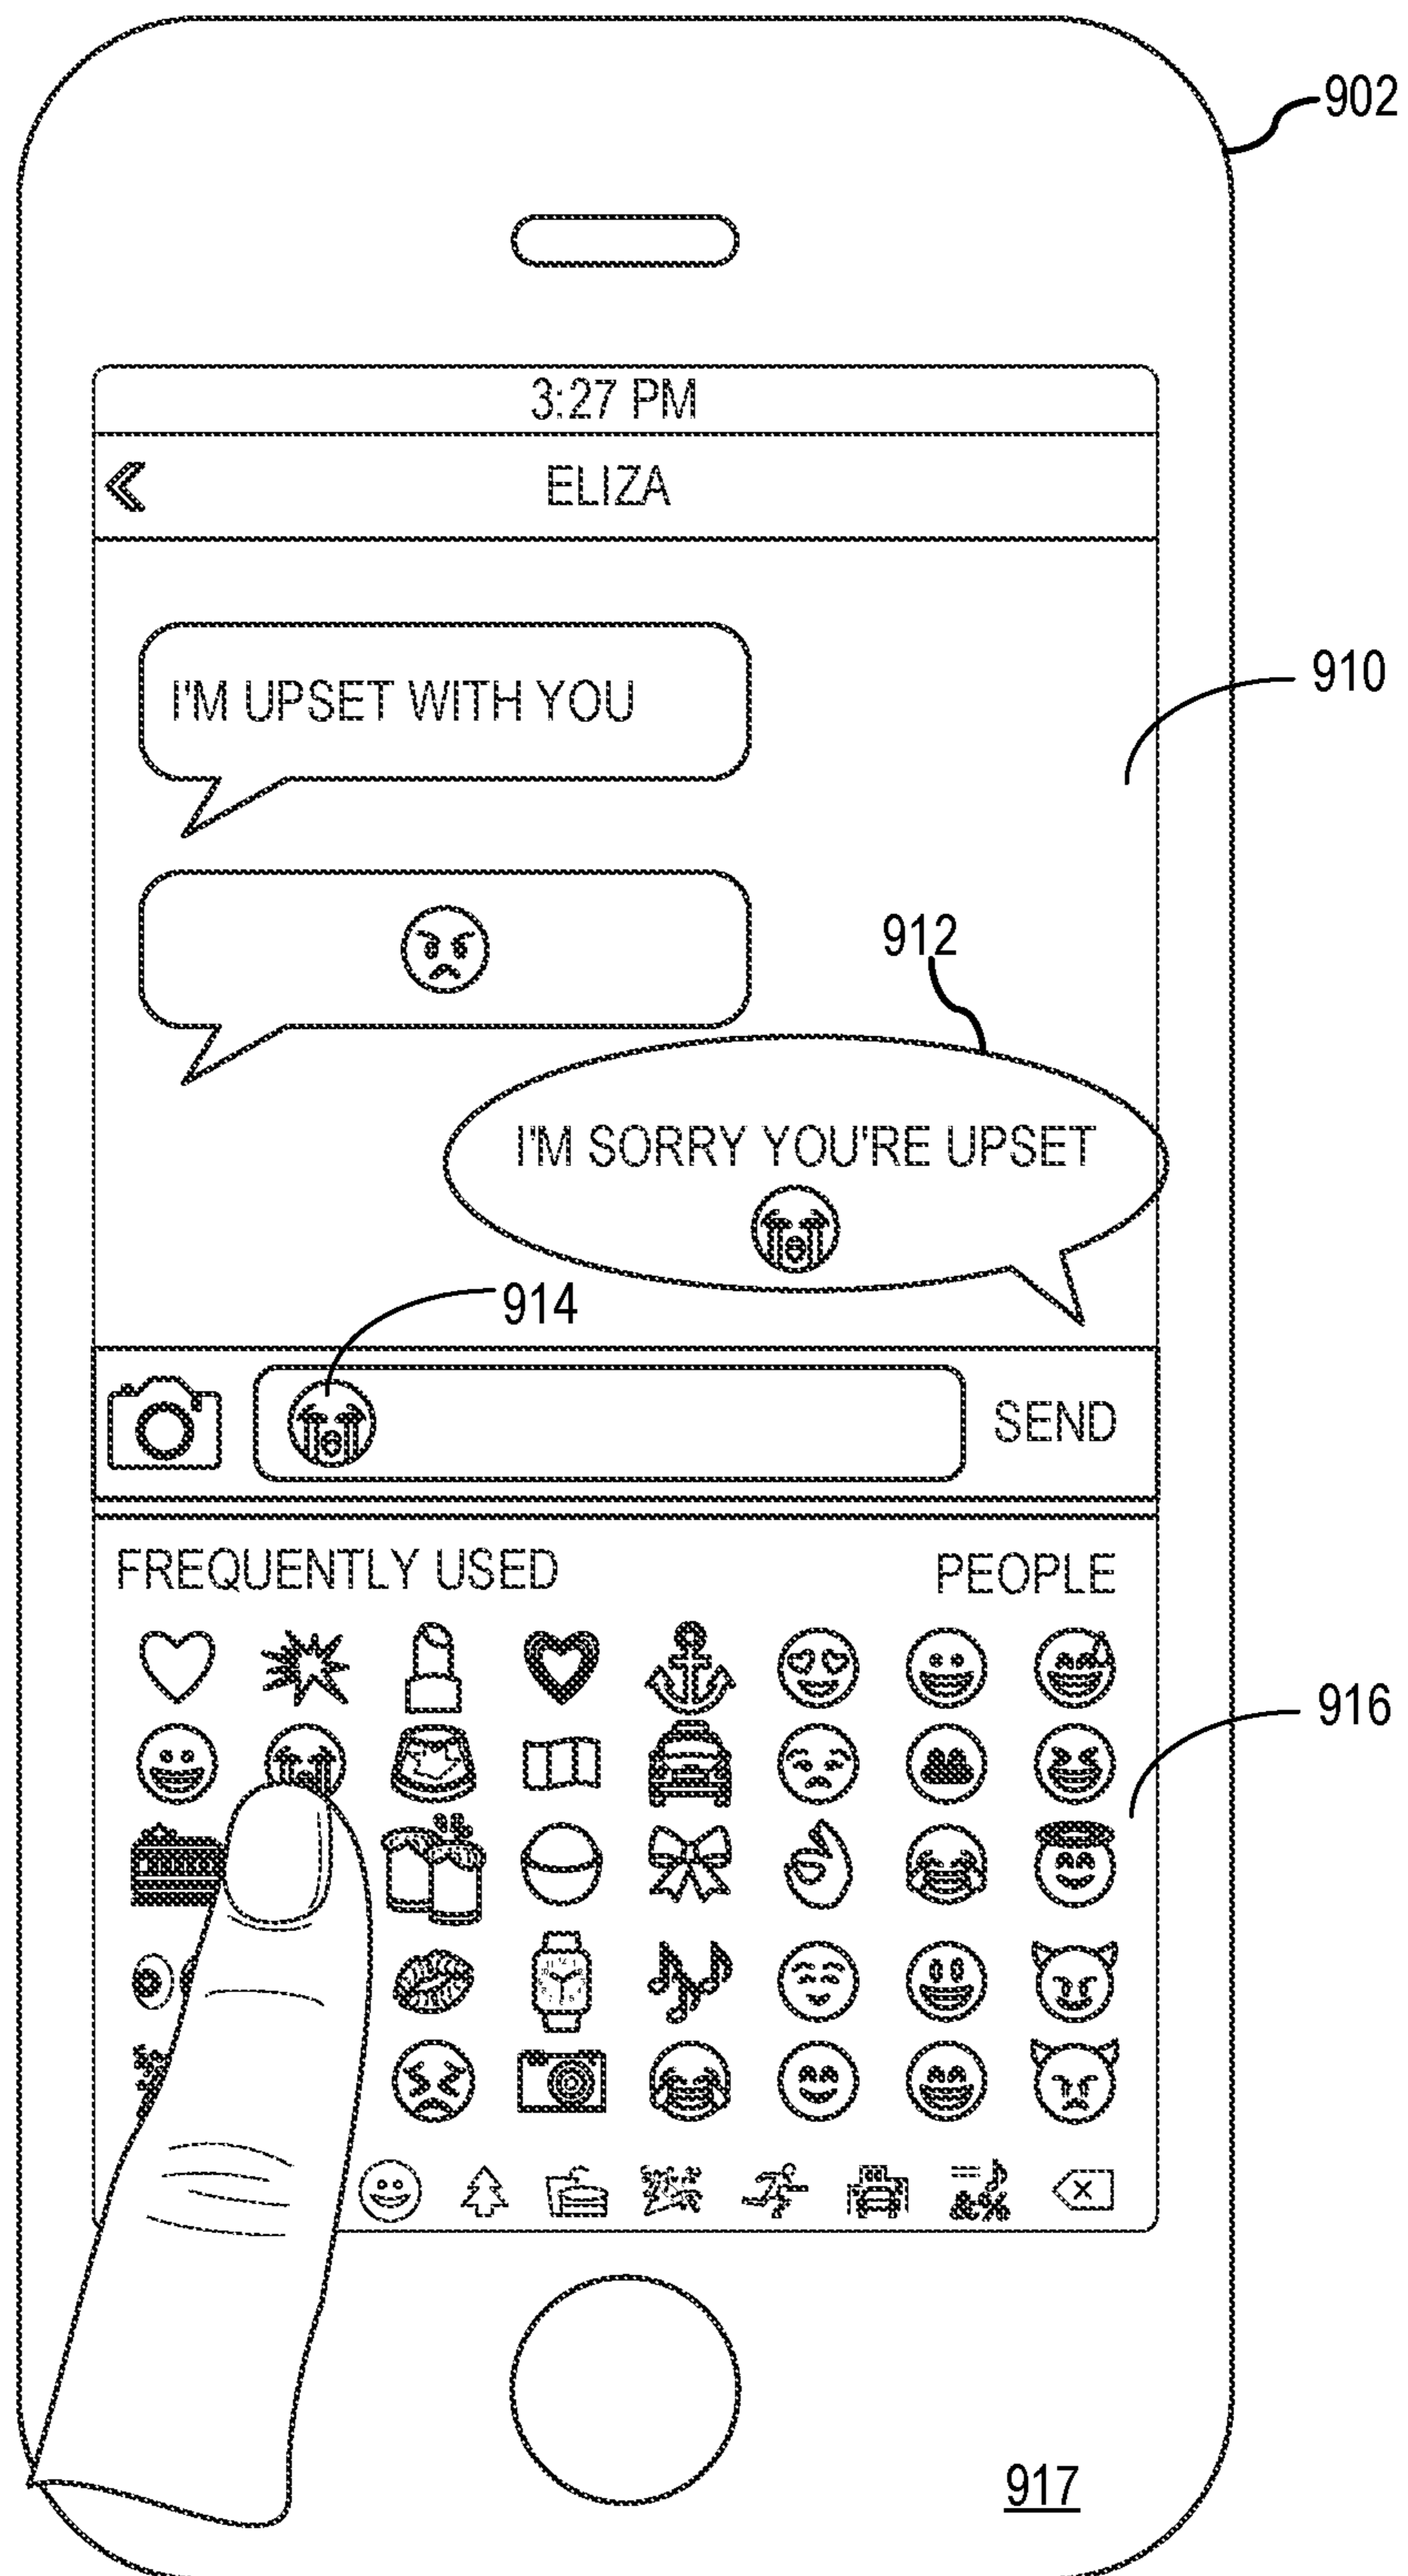 902
3:27 PM
ELIZA
I'M UPSET WITH YOU
910
912
I'M SORRY YOU'RE UPSET
914
SEND
FREQUENTLY USED
PEOPLE
916
917